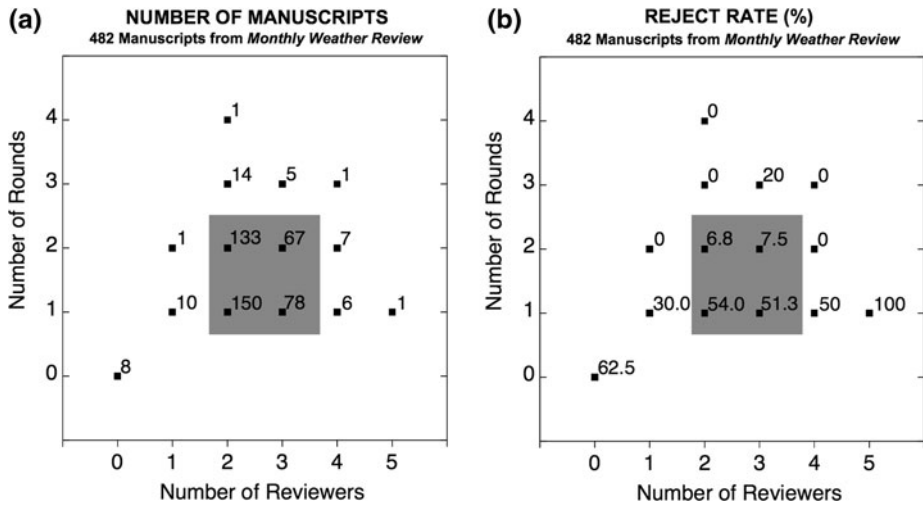 (a) NUMBER OF MANUSCRIPTS
482 Manuscripts from Monthly Weather Review
Number of Rounds
4
3
2
1
0
1
14 5 1
1 133 67 7
10 150 78 6 1
8
0 1 2 3 4 5
Number of Reviewers
(b) REJECT RATE (%)
482 Manuscripts from Monthly Weather Review
Number of Rounds
4
3
2
1
0
0
0 20 0
0 6.8 7.5 0
30.0 54.0 51.3 50 100
62.5
0 1 2 3 4 5
Number of Reviewers